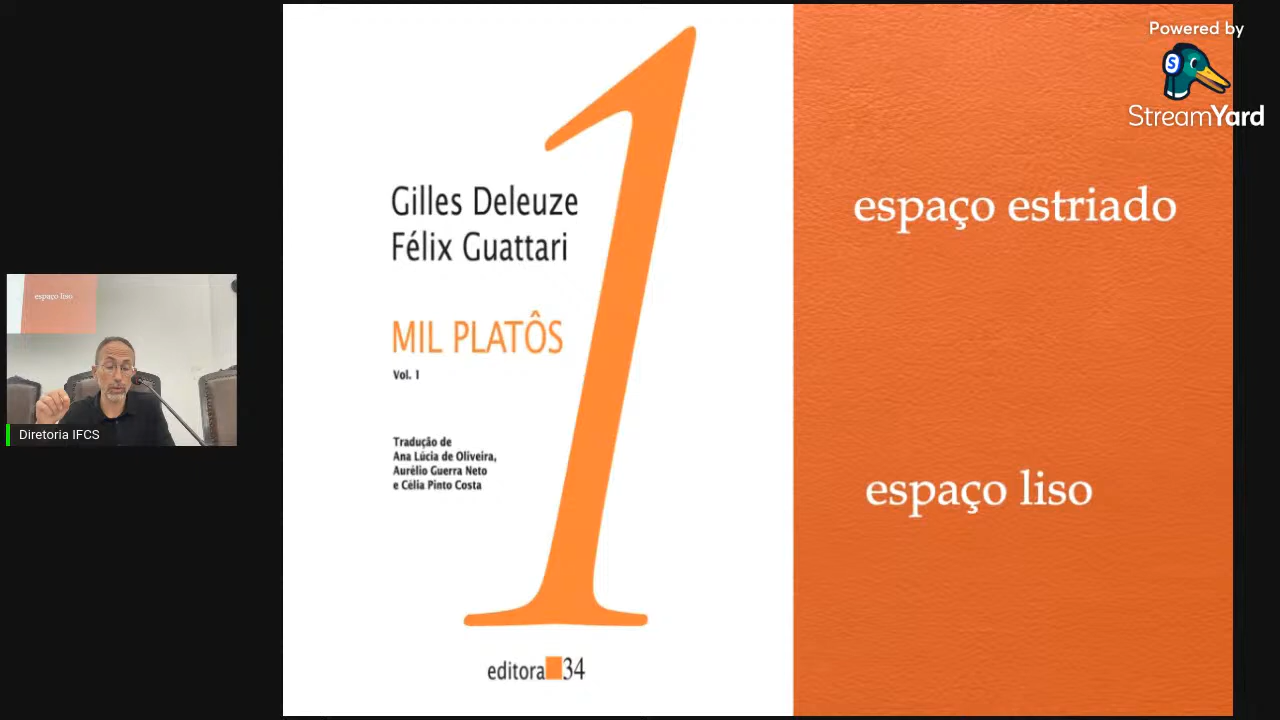 Powered by
S
StreamYard
Gilles Deleuze
Félix Guattari
MIL PLATÔS
Vol. 1
Tradução de
Ana Lúcia de Oliveira,
Aurélio Guerra Neto
e Célia Pinto Costa
1
editora 34
espaço estriado
espaço liso
espaço liso
Diretoria IFCS